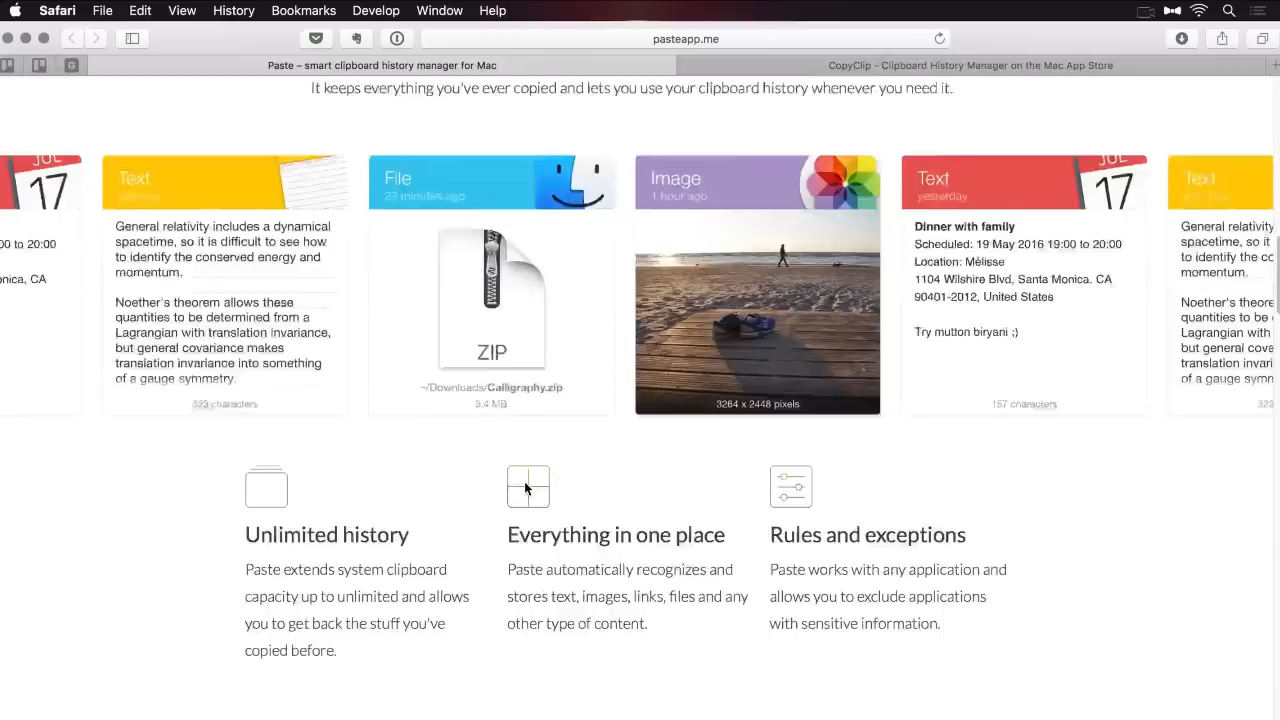 Safari File Edit View History Bookmarks Develop Window Help
pasteapp.me
G Paste – smart clipboard history manager for Mac CopyClip - Clipboard History Manager on the Mac App Store
It keeps everything you've ever copied and lets you use your clipboard history whenever you need it.
JUL
17
00 to 20:00
nica, CA
Text
yesterday
General relativity includes a dynamical
spacetime, so it is difficult to see how
to identify the conserved energy and
momentum.
Noether's theorem allows these
quantities to be determined from a
Lagrangian with translation invariance,
but general covariance makes
translation invariance into something
of a gauge symmetry.
323 characters
File
23 minutes ago
ZIP
~/Downloads/Calligraphy.zip
3.4 MB
Image
1 hour ago
3264 x 2448 pixels
Text
yesterday
JUL
17
Dinner with family
Scheduled: 19 May 2016 19:00 to 20:00
Location: Mélisse
1104 Wilshire Blvd, Santa Monica. CA
90401-2012, United States
Try mutton biryani ;)
157 characters
Text
yesterday
General relativity
spacetime, so it
to identify the co
momentum.
Noether's theore
quantities to be
Lagrangian with
but general cova
translation invari
of a gauge symm
323
Unlimited history
Paste extends system clipboard
capacity up to unlimited and allows
you to get back the stuff you've
copied before.
Everything in one place
Paste automatically recognizes and
stores text, images, links, files and any
other type of content.
Rules and exceptions
Paste works with any application and
allows you to exclude applications
with sensitive information.